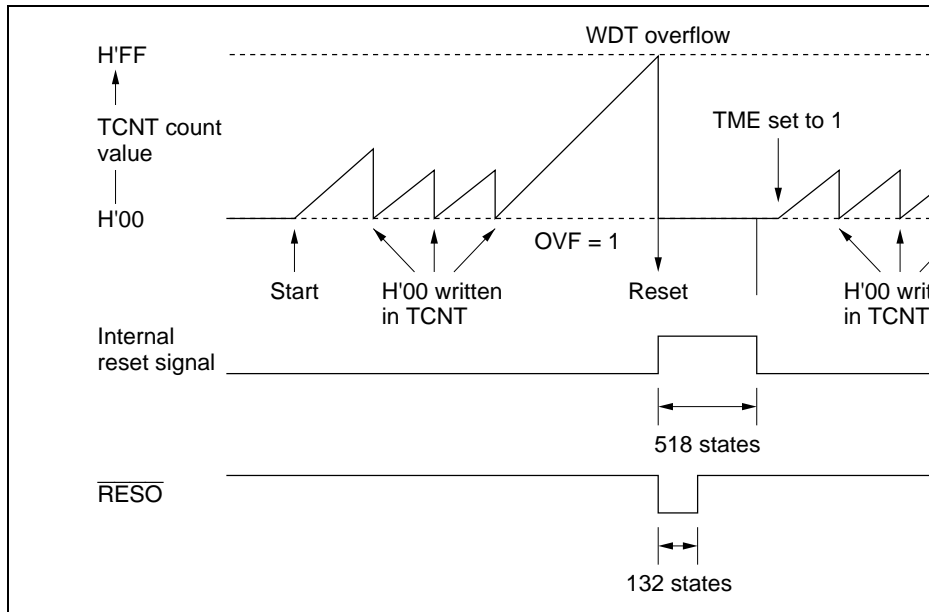 WDT overflow
H'FF
TME set to 1
TCNT count
value
H'00
OVF = 1
Start
H'00 written
in TCNT
Reset
H'00
in TCNT
Internal
reset signal
518 states
RESO
132 states